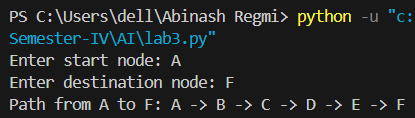 PS C:\Users\dell\Abinash Regmi> python -u "c:
Semester-IV\AI\lab3.py"
Enter start node: A
Enter destination node: F
Path from A to F: A -> B -> C -> D -> E -> F